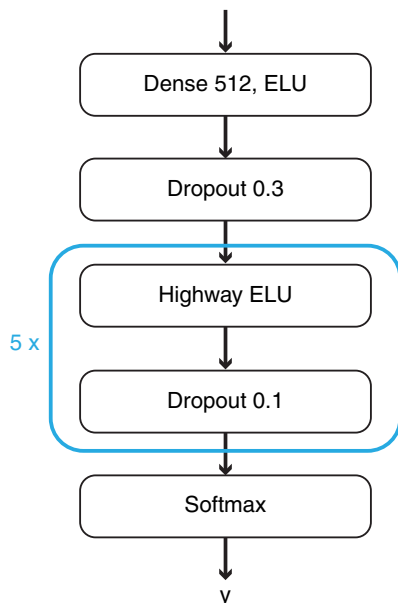 Dense 512, ELU
Dropout 0.3
Highway ELU
5 x
Dropout 0.1
Softmax
y